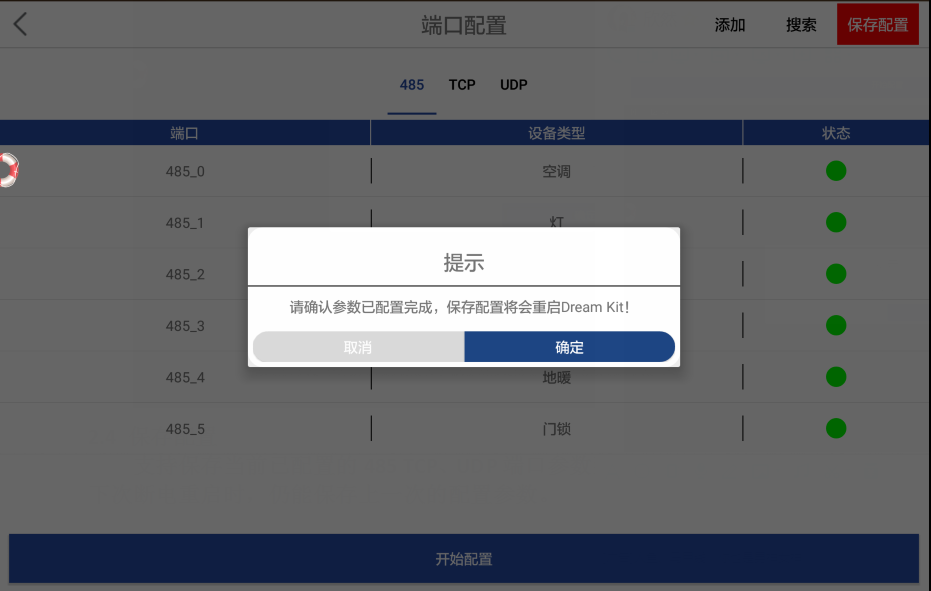 端口配置
添加
搜索
保存配置
485
TCP
UDP
端口
设备类型
状态
485_0
空调
485_1
灯
485_2
485_3
485_4
地暖
485_5
门锁
提示
请确认参数已配置完成，保存配置将会重启Dream Kit！
取消
确定
开始配置